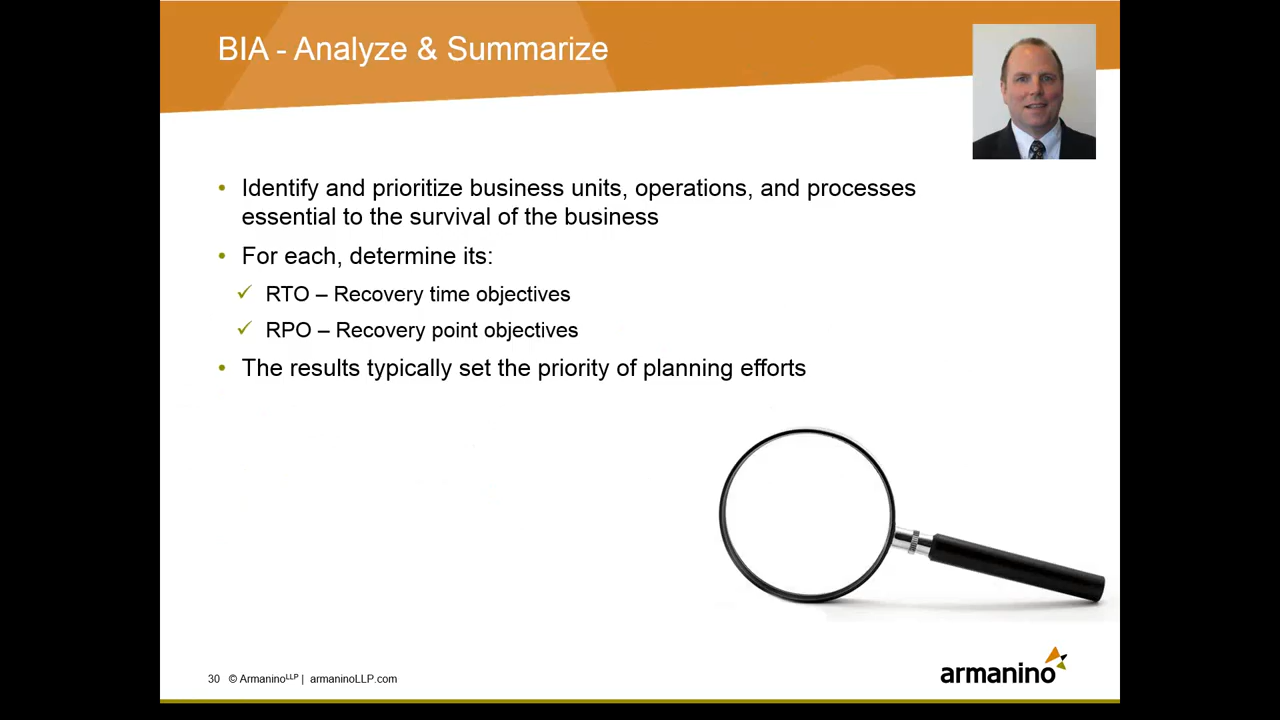 BIA - Analyze & Summarize
• Identify and prioritize business units, operations, and processes
essential to the survival of the business
• For each, determine its:
✓ RTO – Recovery time objectives
✓ RPO – Recovery point objectives
• The results typically set the priority of planning efforts
30 © ArmaninoLLP | armaninoLLP.com
armanino